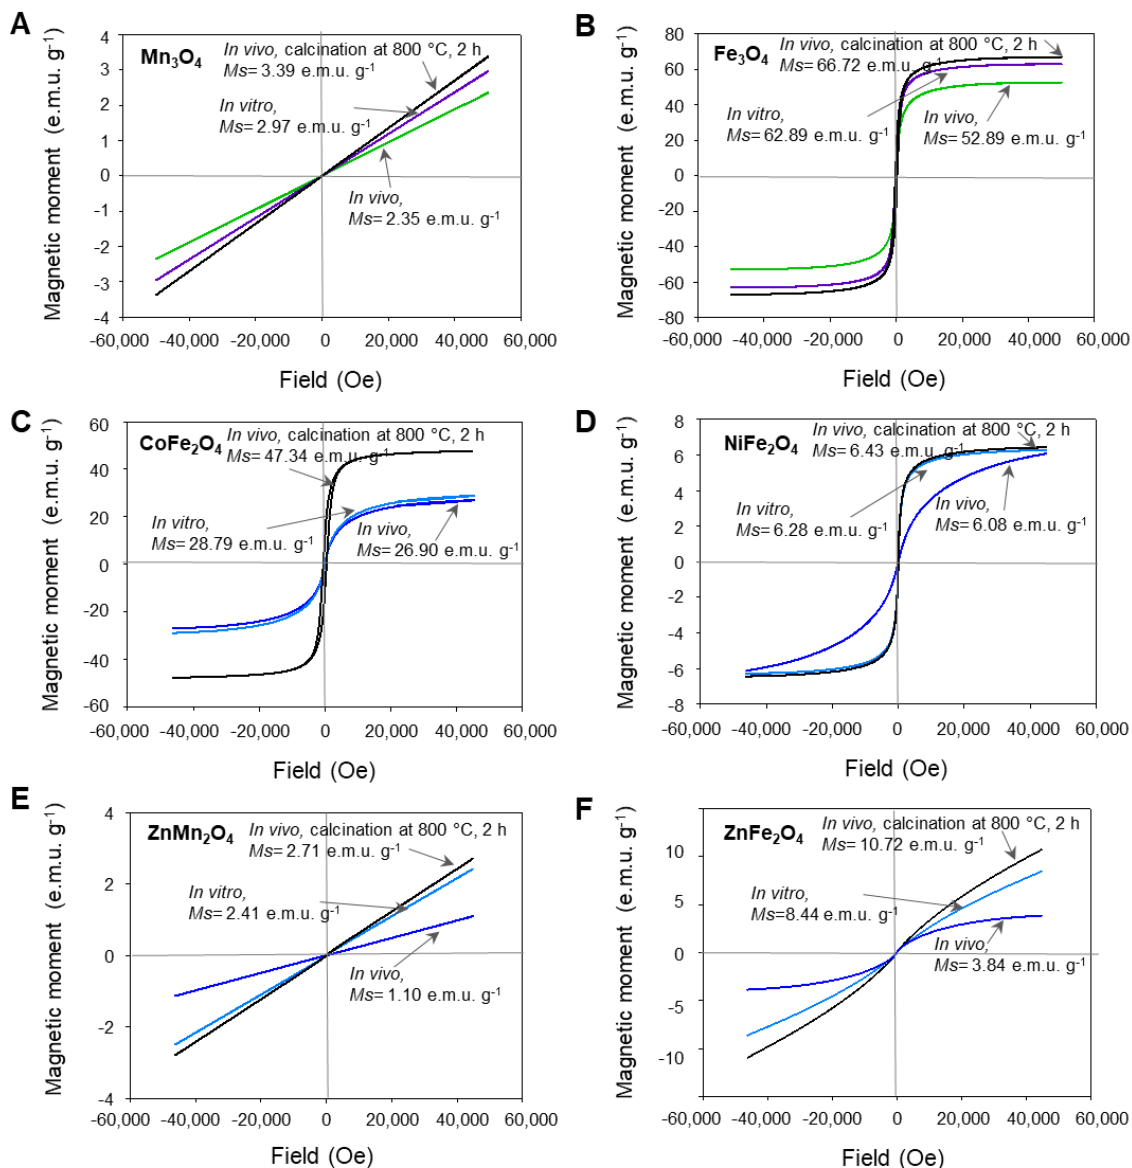 A
Mn3O4
In vivo, calcination at 800 °C, 2 h
Ms= 3.39 e.m.u. g-1
In vitro,
Ms= 2.97 e.m.u. g-1
In vivo,
Ms= 2.35 e.m.u. g-1
Magnetic moment (e.m.u. g-1)
4
3
2
1
0
-1
-2
-3
-4
-60,000 -40,000 -20,000 0 20,000 40,000 60,000
Field (Oe)
B
Fe3O4
In vivo, calcination at 800 °C, 2 h
Ms= 66.72 e.m.u. g-1
In vitro,
Ms= 62.89 e.m.u. g-1
In vivo,
Ms= 52.89 e.m.u. g-1
Magnetic moment (e.m.u. g-1)
80
60
40
20
0
-20
-40
-60
-80
-60,000 -40,000 -20,000 0 20,000 40,000 60,000
Field (Oe)
C
CoFe2O4
In vivo, calcination at 800 °C, 2 h
Ms= 47.34 e.m.u. g-1
In vitro,
Ms= 28.79 e.m.u. g-1
In vivo,
Ms= 26.90 e.m.u. g-1
Magnetic moment (e.m.u. g-1)
60
40
20
0
-20
-40
-60
-60,000 -40,000 -20,000 0 20,000 40,000 60,000
Field (Oe)
D
NiFe2O4
In vivo, calcination at 800 °C, 2 h
Ms= 6.43 e.m.u. g-1
In vitro,
Ms= 6.28 e.m.u. g-1
In vivo,
Ms= 6.08 e.m.u. g-1
Magnetic moment (e.m.u. g-1)
8
6
4
2
0
-2
-4
-6
-8
-60,000 -40,000 -20,000 0 20,000 40,000 60,000
Field (Oe)
E
ZnMn2O4
In vivo, calcination at 800 °C, 2 h
Ms= 2.71 e.m.u. g-1
In vitro,
Ms= 2.41 e.m.u. g-1
In vivo,
Ms= 1.10 e.m.u. g-1
Magnetic moment (e.m.u. g-1)
4
2
0
-2
-4
-60,000 -40,000 -20,000 0 20,000 40,000 60,000
Field (Oe)
F
ZnFe2O4
In vivo, calcination at 800 °C, 2 h
Ms= 10.72 e.m.u. g-1
In vitro,
Ms=8.44 e.m.u. g-1
In vivo,
Ms= 3.84 e.m.u. g-1
Magnetic moment (e.m.u. g-1)
10
5
0
-5
-10
-60,000 -40,000 -20,000 0 20,000 40,000 60,000
Field (Oe)